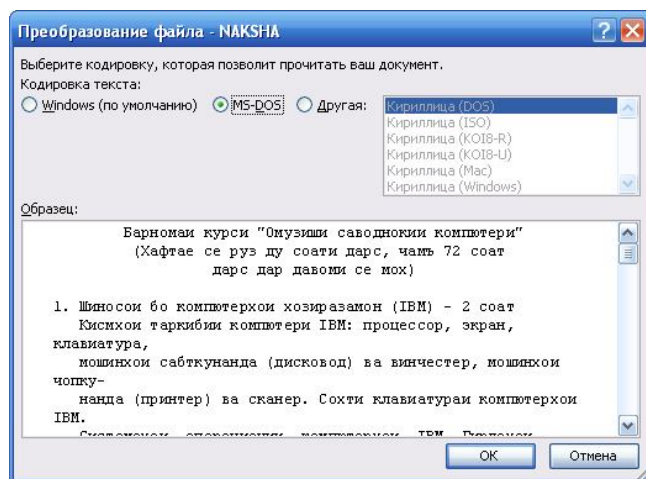 Преобразование файла - NAKSHA
Выберите кодировку, которая позволит прочитать ваш документ.
Кодировка текста:
Windows (по умолчанию) MS-DOS Другая:
Кириллица (DOS)
Кириллица (ISO)
Кириллица (KOI8-R)
Кириллица (KOI8-U)
Кириллица (Mac)
Кириллица (Windows)
Образец:
Барномаи курси "Омузиши саводнокии компютери"
(Хафтае се руз ду соати дарс, чамъ 72 соат
дарс дар давоми се мох)
1. Шиносои бо компютерхои хозиразамон (IBM) - 2 соат
Кисмхои таркибии компютери IBM: процессор, экран,
клавиатура,
мошинхои сабткунанда (дисковод) ва винчестер, мошинхои
чопку-
нанда (принтер) ва сканер. Сохти клавиатураи компютерхои
IBM.
OK Отмена